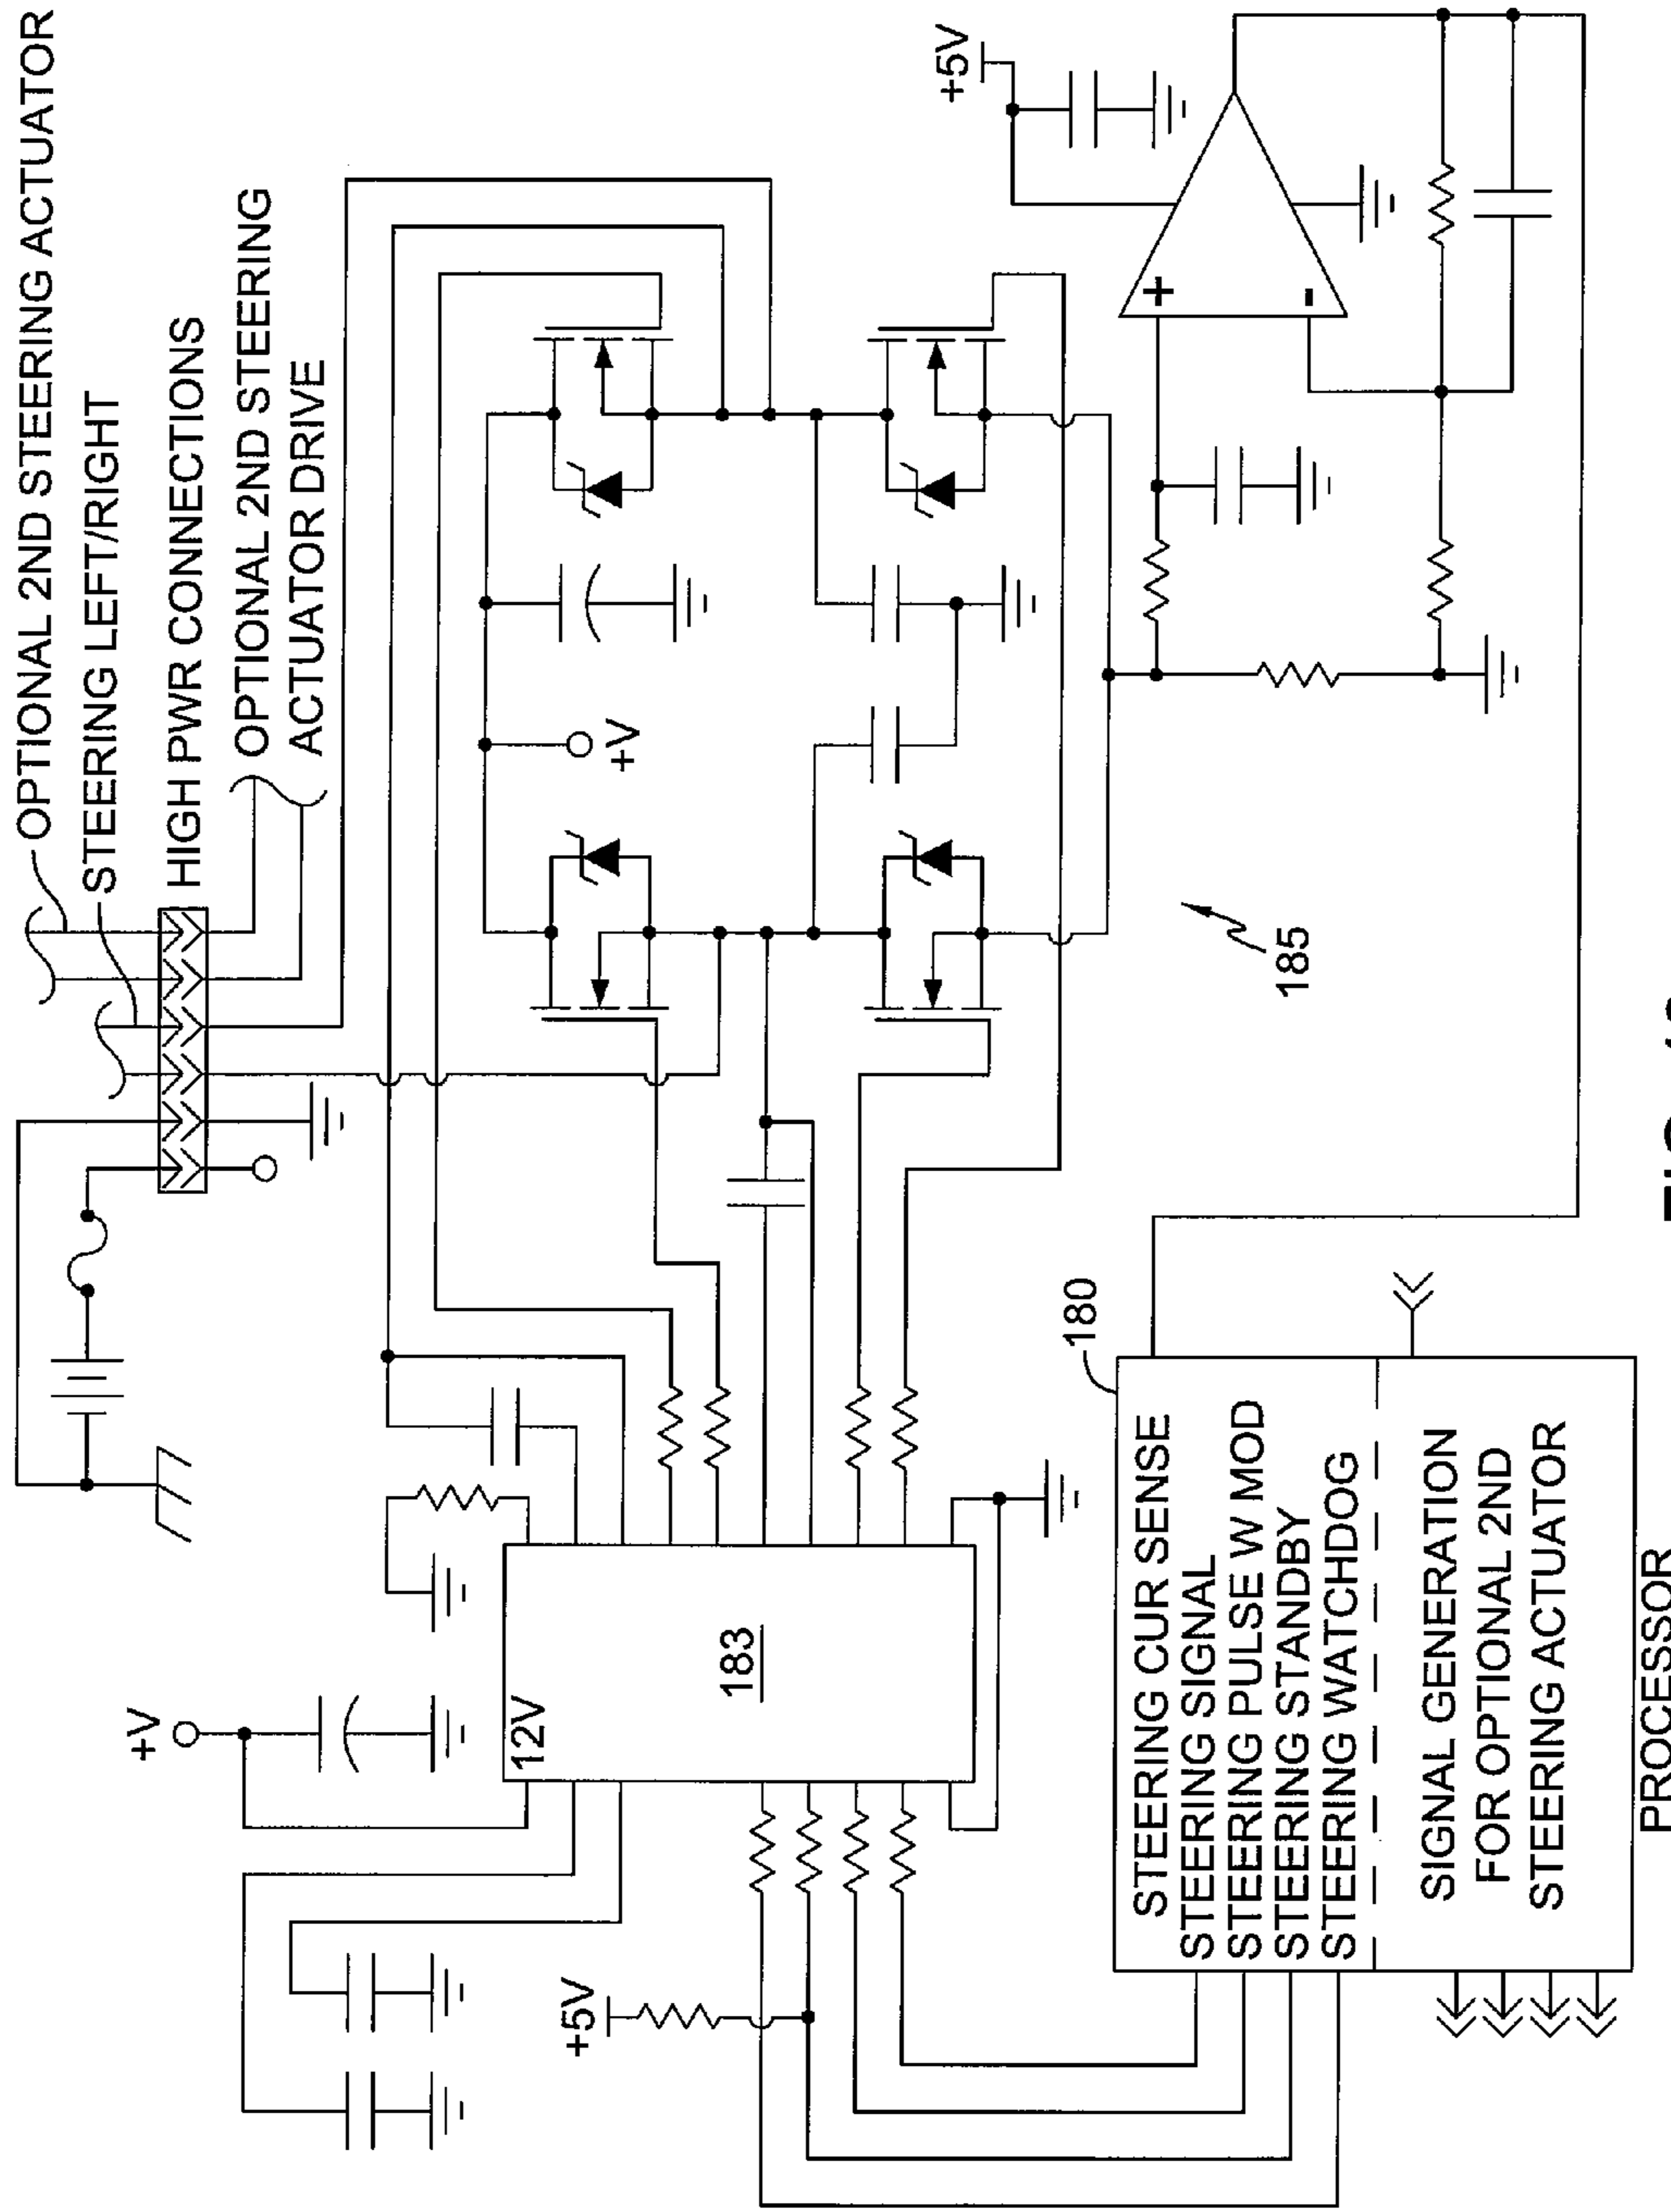 OPTIONAL 2ND STEERING ACTUATOR
STEERING LEFT/RIGHT
HIGH PWR CONNECTIONS
OPTIONAL 2ND STEERING
ACTUATOR DRIVE
+V
12V
183
+5V
+V
185
+5V
+
-
180
STEERING CUR SENSE
STEERING SIGNAL
STEERING PULSE W MOD
STEERING STANDBY
STEERING WATCHDOG
SIGNAL GENERATION
FOR OPTIONAL 2ND
STEERING ACTUATOR
PROCESSOR